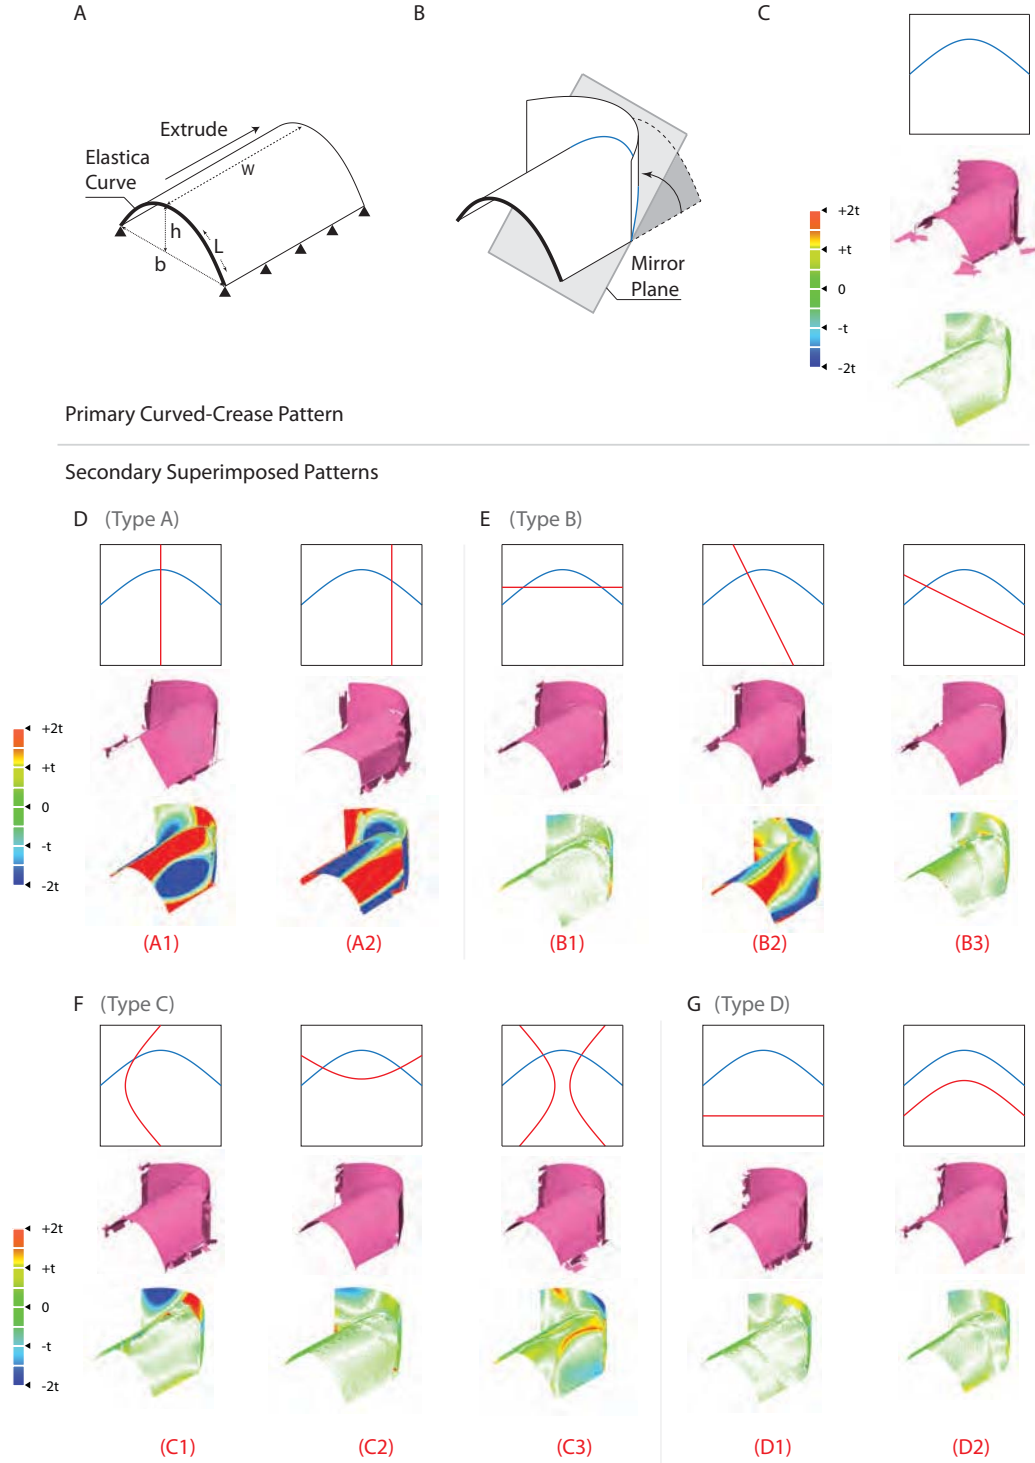 A
B
C
Extrude
Elastica
Curve
w
h
L
b
Mirror
Plane
+2t
+t
0
-t
-2t
Primary Curved-Crease Pattern
Secondary Superimposed Patterns
D (Type A)
E (Type B)
+2t
+t
0
-t
-2t
(A1)
(A2)
(B1)
(B2)
(B3)
F (Type C)
G (Type D)
+2t
+t
0
-t
-2t
(C1)
(C2)
(C3)
(D1)
(D2)